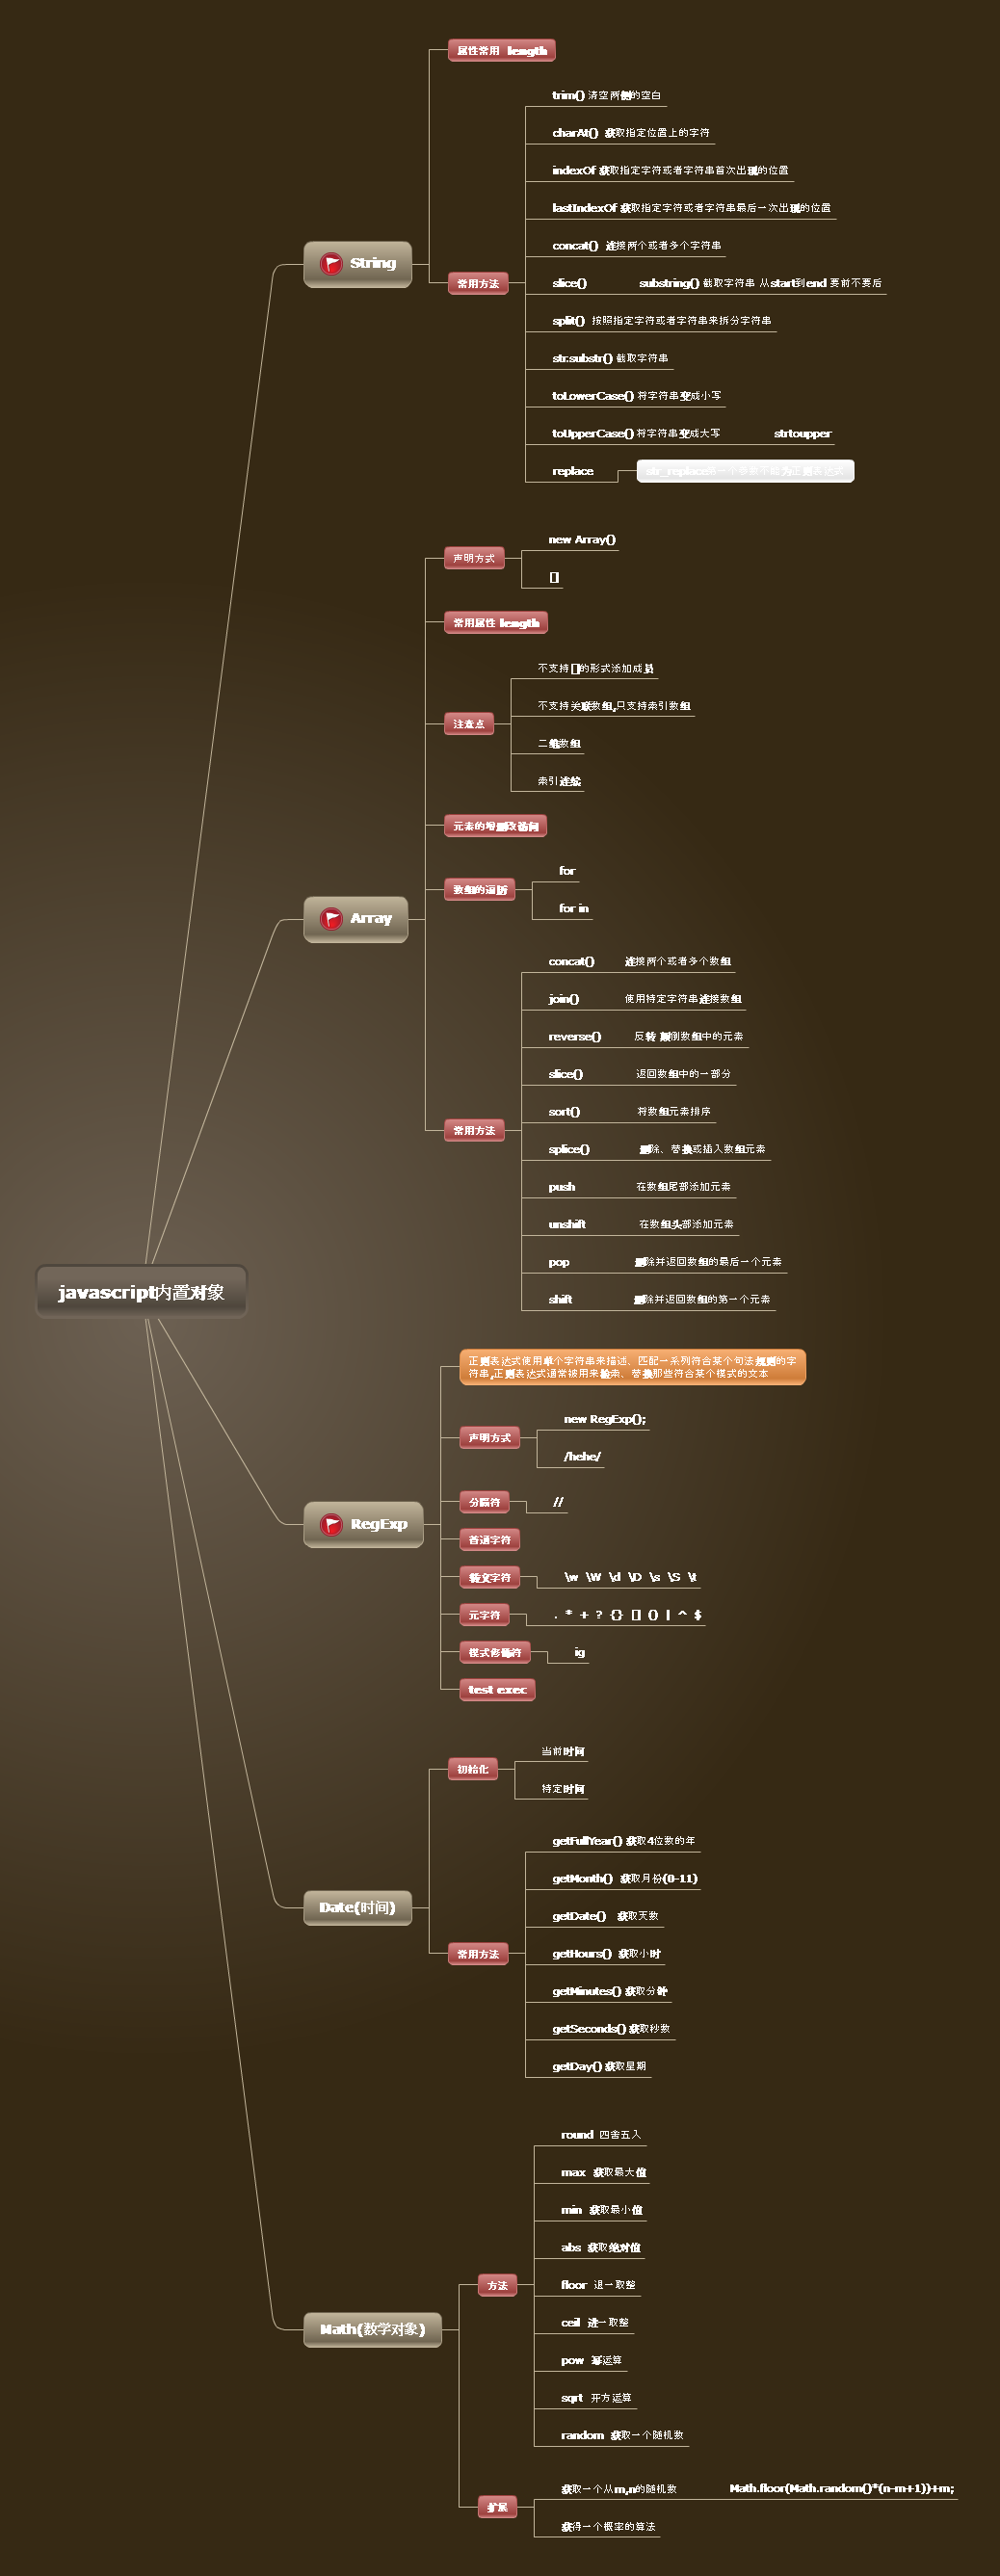 属性常用 length
trim() 清空两侧的空白
charAt() 获取指定位置上的字符
indexOf 获取指定字符或者字符串首次出现的位置
lastIndexOf 获取指定字符或者字符串最后一次出现的位置
concat() 连接两个或者多个字符串
String
常用方法
slice() substring() 截取字符串 从start到end 要前不要后
split() 按照指定字符或者字符串来拆分字符串
str.substr() 截取字符串
toLowerCase() 将字符串变成小写
toUpperCase() 将字符串变成大写 strtoupper
replace
str_replace第一个参数不能为正则表达式
声明方式
new Array()
[]
常用属性 length
注意点
不支持[]的形式添加成员
不支持关联数组,只支持索引数组
二维数组
索引连续
元素的增删改访问
数组的遍历
for
for in
Array
常用方法
concat() 连接两个或者多个数组
join() 使用特定字符串连接数组
reverse() 反转 颠倒数组中的元素
slice() 返回数组中的一部分
sort() 将数组元素排序
splice() 删除、替换或插入数组元素
push 在数组尾部添加元素
unshift 在数组头部添加元素
pop 删除并返回数组的最后一个元素
shift 删除并返回数组的第一个元素
javascript内置对象
正则表达式使用单个字符串来描述、匹配一系列符合某个句法规则的字
符串,正则表达式通常被用来检索、替换那些符合某个模式的文本
声明方式
new RegExp();
/hehe/
分隔符
//
RegExp
普通字符
转义字符
\w \W \d \D \s \S \t
元字符
. * + ? {} [] () | ^ $
模式修饰符
ig
test exec
初始化
当前时间
特定时间
Date(时间)
常用方法
getFullYear() 获取4位数的年
getMonth() 获取月份(0-11)
getDate() 获取天数
getHours() 获取小时
getMinutes() 获取分钟
getSeconds() 获取秒数
getDay() 获取星期
Math(数学对象)
方法
round 四舍五入
max 获取最大值
min 获取最小值
abs 获取绝对值
floor 退一取整
ceil 进一取整
pow 幂运算
sqrt 开方运算
random 获取一个随机数
扩展
获取一个从m,n的随机数 Math.floor(Math.random()*(n-m+1))+m;
获得一个概率的算法